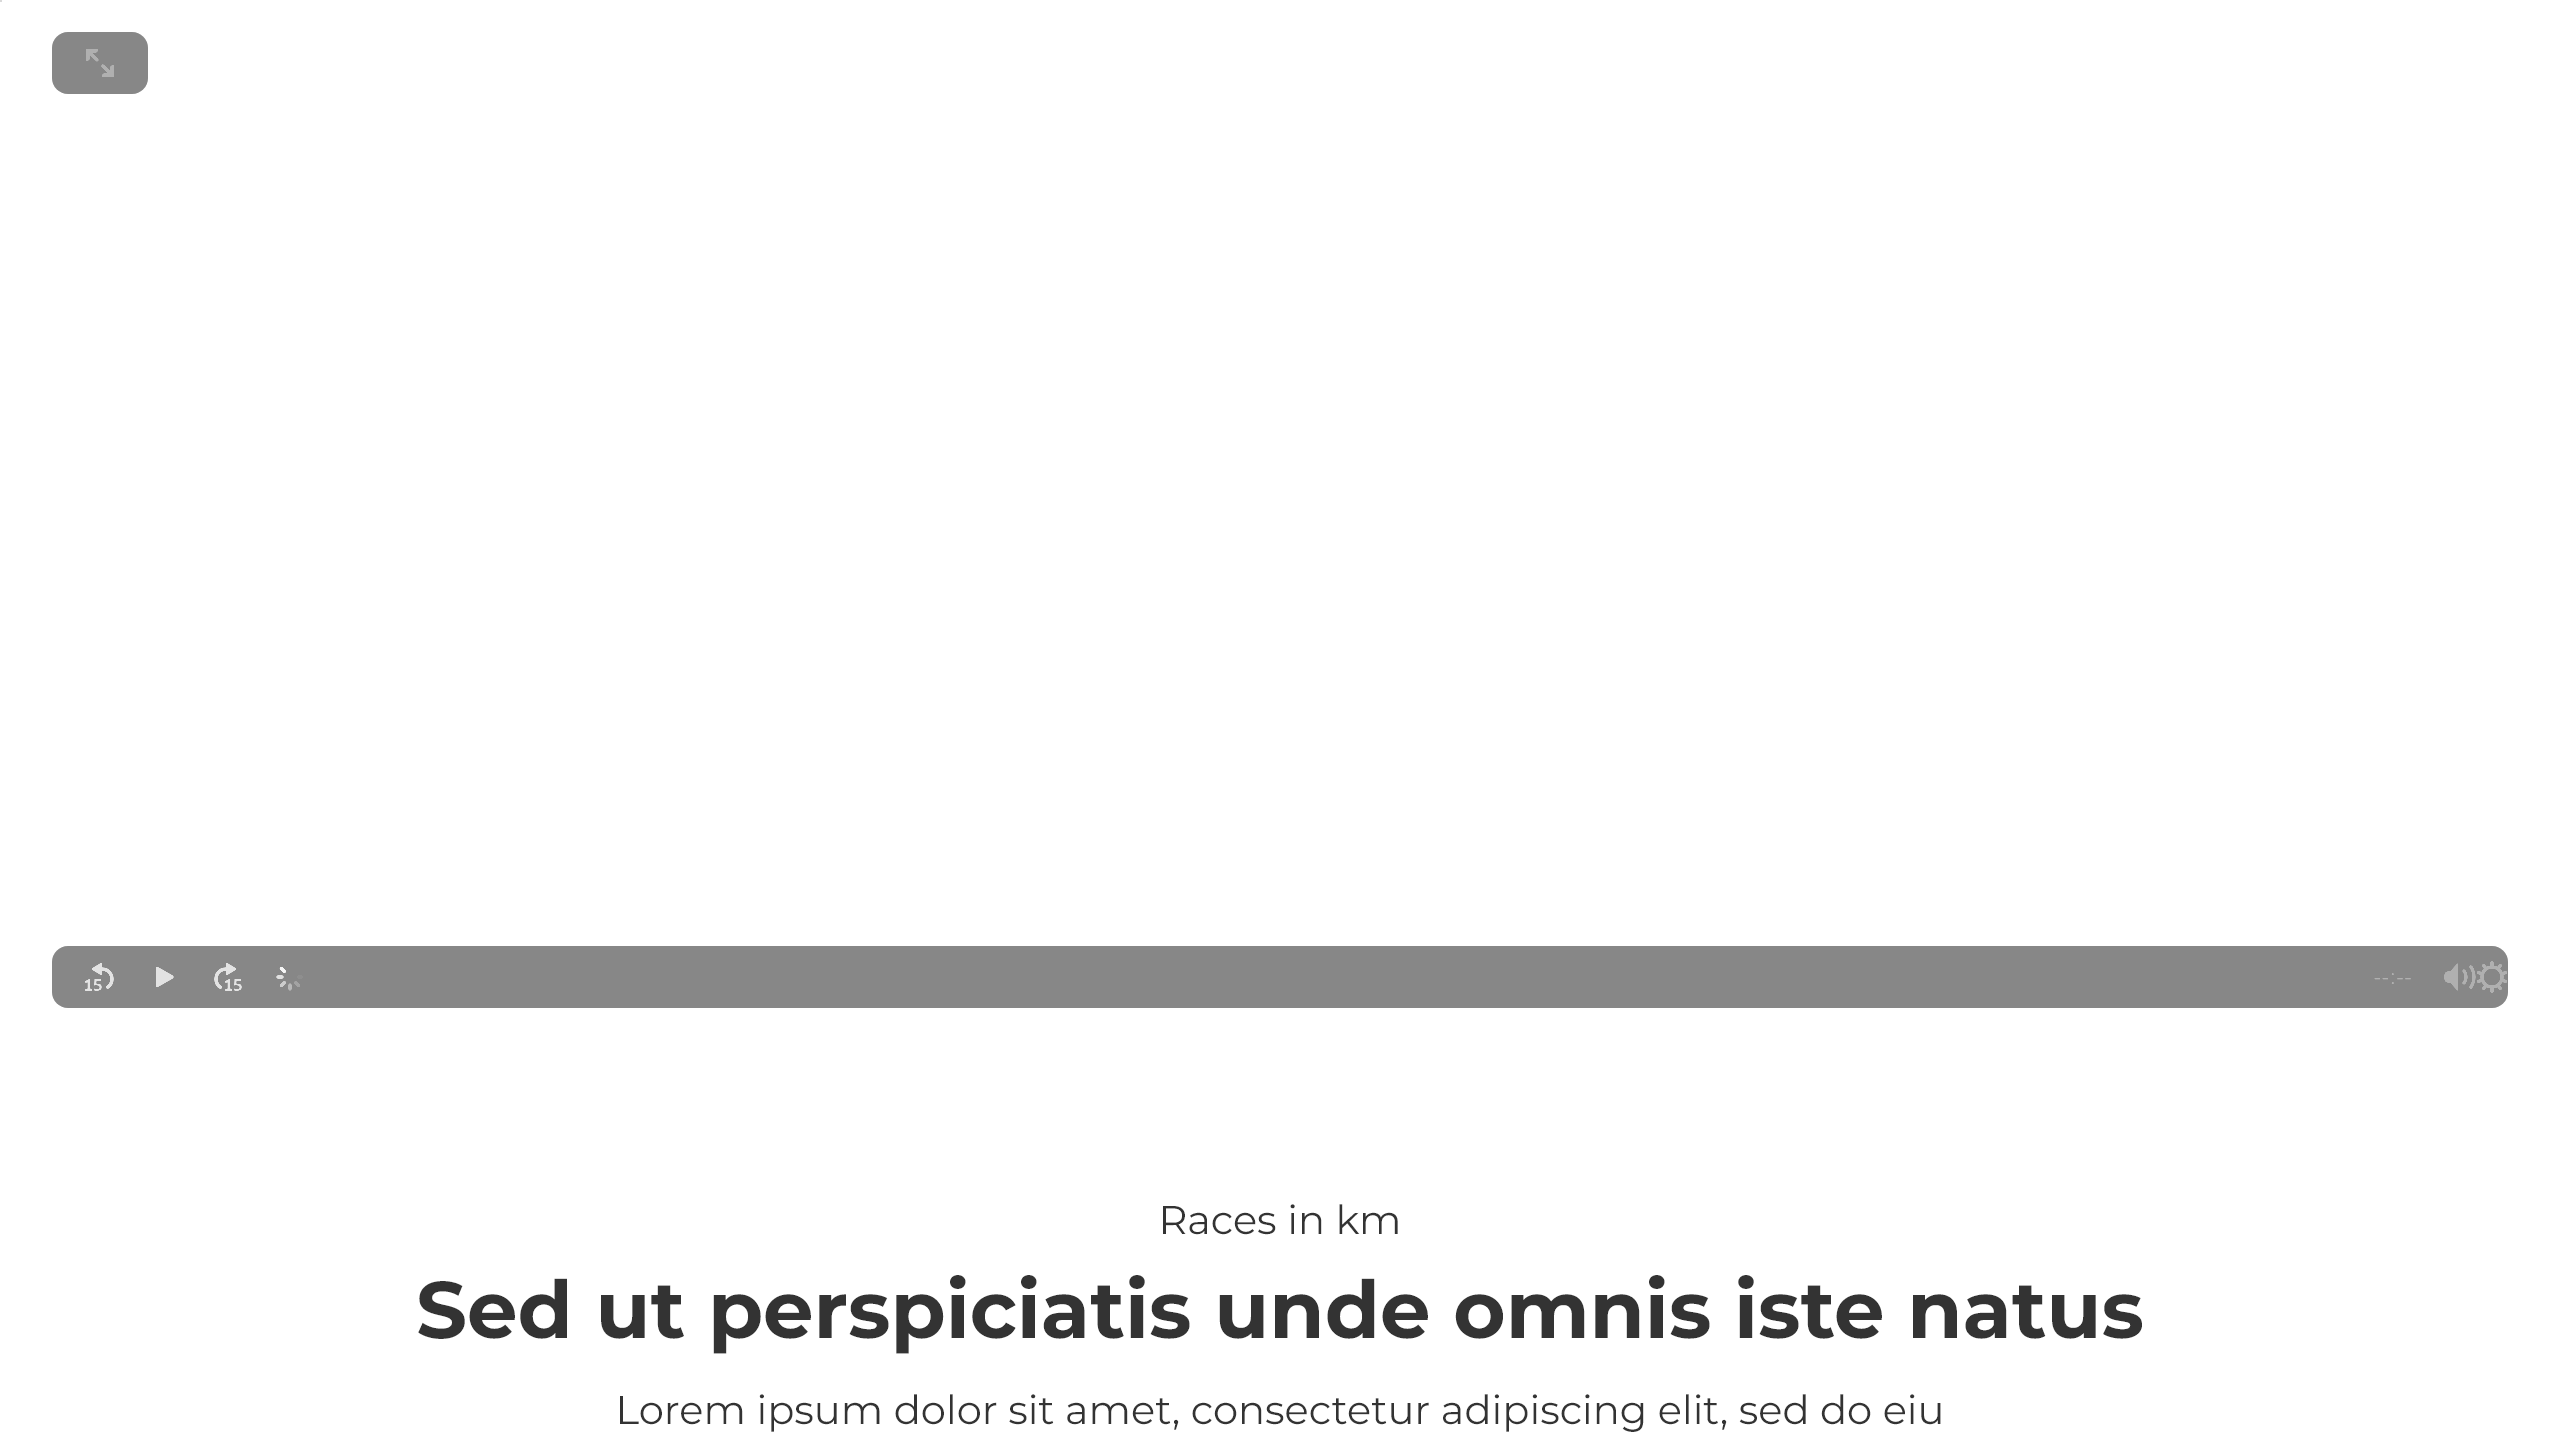 15
15
--:--
Races in km
Sed ut perspiciatis unde omnis iste natus
Lorem ipsum dolor sit amet, consectetur adipiscing elit, sed do eiu